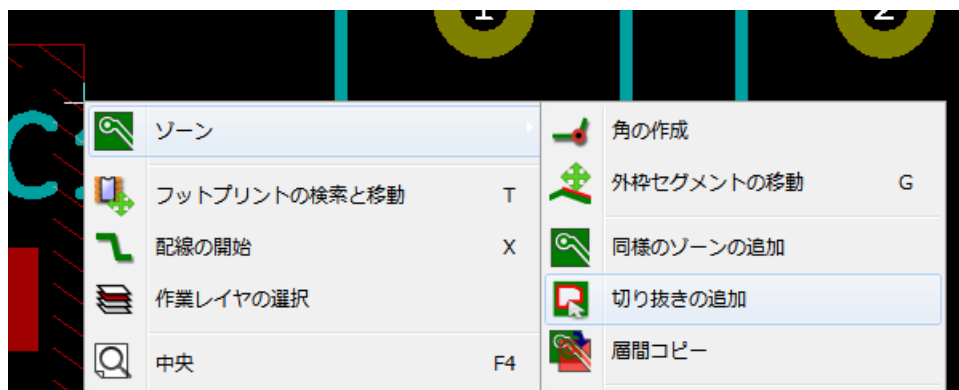 1
2
C
ゾーン
フットプリントの検索と移動 T
配線の開始 X
作業レイヤの選択
中央 F4
角の作成
外枠セグメントの移動 G
同様のゾーンの追加
切り抜きの追加
層間コピー